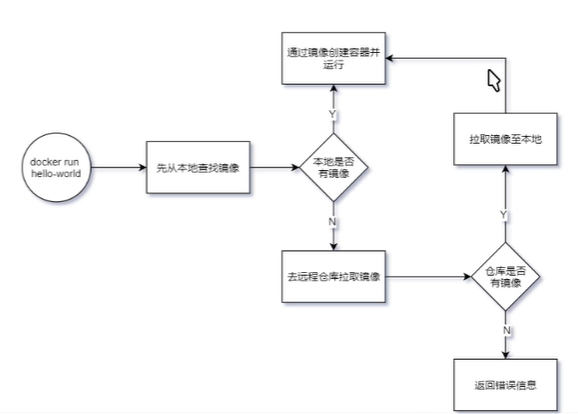 通过镜像创建容器并
运行
Y
拉取镜像至本地
docker run
hello-world
先从本地查找镜像
本地是否
有镜像
N
Y
去远程仓库拉取镜像
仓库是否
有镜像
N
返回错误信息